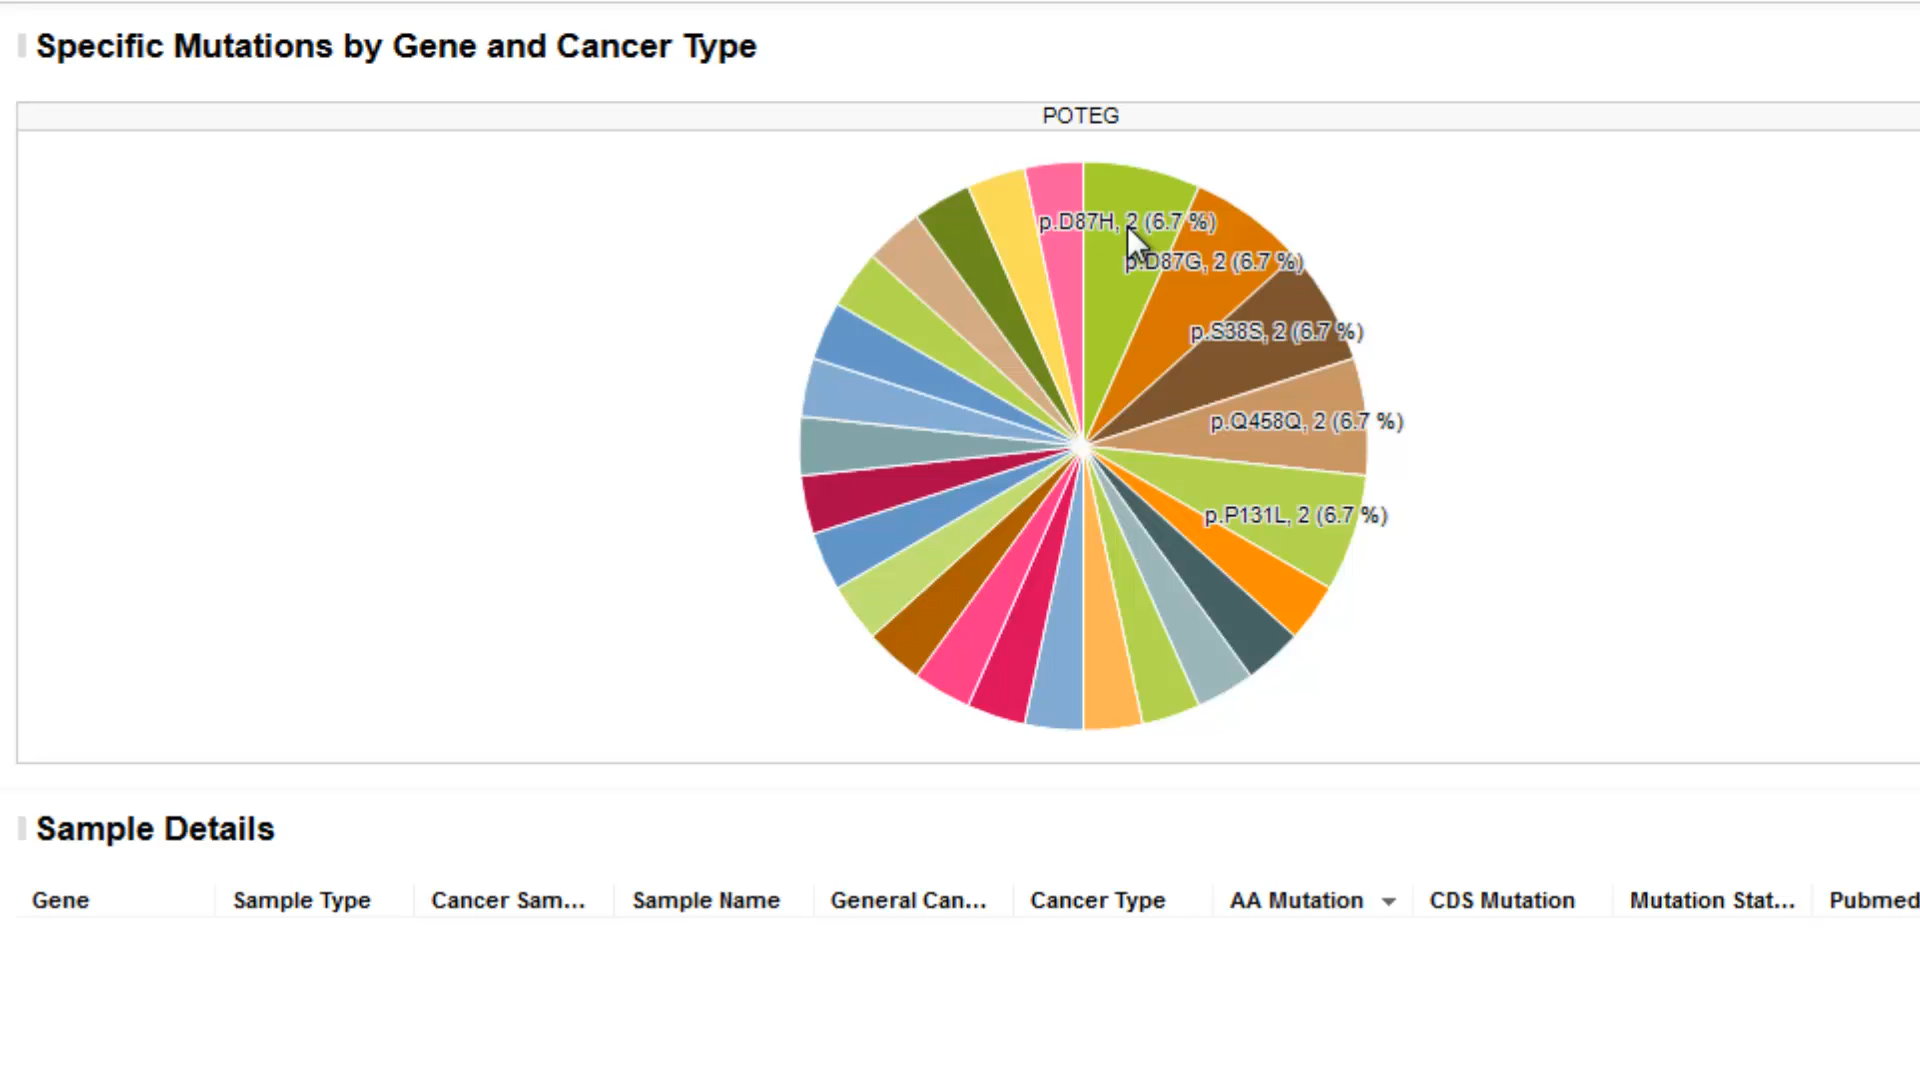 Specific Mutations by Gene and Cancer Type
POTEG
p.D87H, 2 (6.7 %)
p.D87G, 2 (6.7 %)
p.S38S, 2 (6.7 %)
p.Q458Q, 2 (6.7 %)
p.P131L, 2 (6.7 %)
Sample Details
Gene Sample Type Cancer Sam... Sample Name General Can... Cancer Type AA Mutation CDS Mutation Mutation Stat... Pubmed